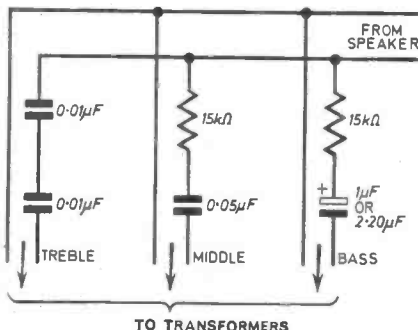 FROM
SPEAKER
0·01µF
15kΩ
15kΩ
0·01µF
0·05µF
+
1µF
OR
2·20µF
TREBLE
MIDDLE
BASS
TO TRANSFORMERS